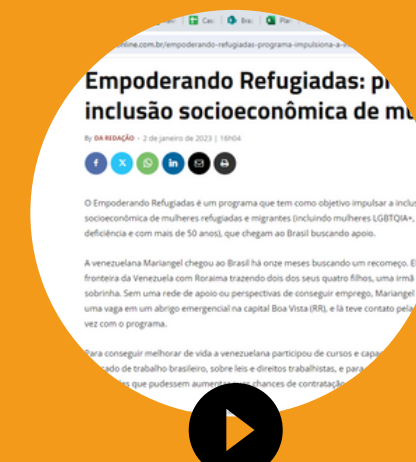 Cas
Bra
Pla
nline.com.br/empoderando-refugiadas-programa-impulsiona-a-in
Empoderando Refugiadas: pr
inclusão socioeconômica de mu
By DA REDAÇÃO - 2 de janeiro de 2023 | 16h04
O Empoderando Refugiadas é um programa que tem como objetivo impulsar a inclus
socioeconômica de mulheres refugiadas e migrantes (incluindo mulheres LGBTQIA+,
deficiência e com mais de 50 anos), que chegam ao Brasil buscando apoio.
A venezuelana Mariangel chegou ao Brasil há onze meses buscando um recomeço. E
fronteira da Venezuela com Roraima trazendo dois dos seus quatro filhos, uma irmã
sobrinha. Sem uma rede de apoio ou perspectivas de conseguir emprego, Mariangel
uma vaga em um abrigo emergencial na capital Boa Vista (RR), e lá teve contato pela
vez com o programa.
Para conseguir melhorar de vida a venezuelana participou de cursos e capac
cado de trabalho brasileiro, sobre leis e direitos trabalhistas, e para
des que pudessem aumentar suas chances de contratação